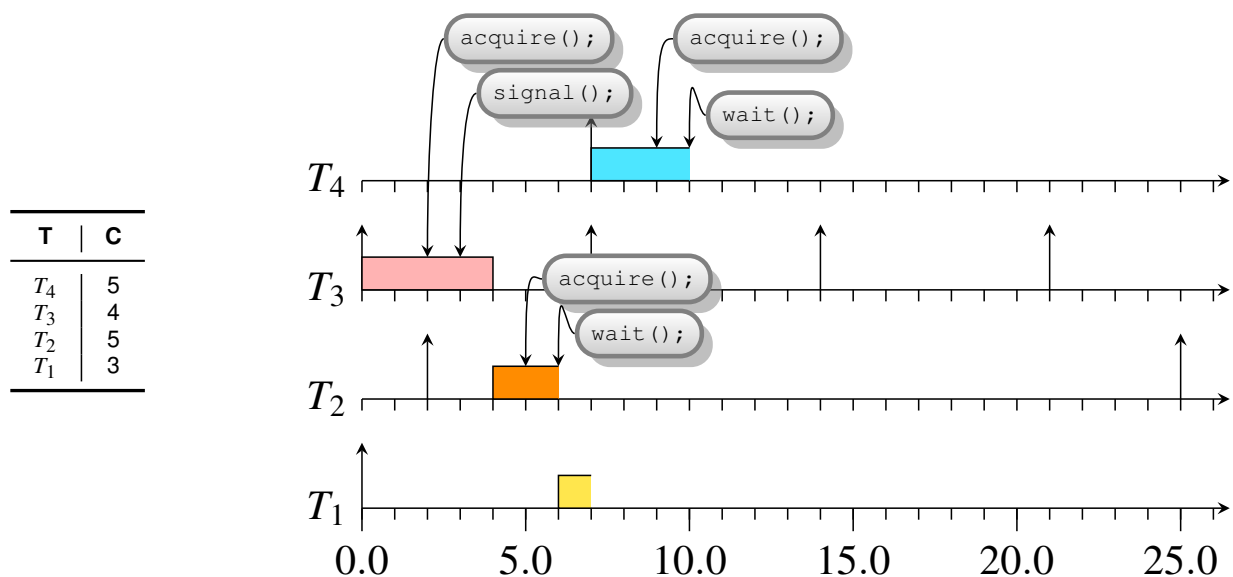 acquire();
acquire();
signal();
wait();
T4
T C
T4 5
T3 4
T2 5
T1 3
T3
acquire();
wait();
T2
T1
0.0 5.0 10.0 15.0 20.0 25.0